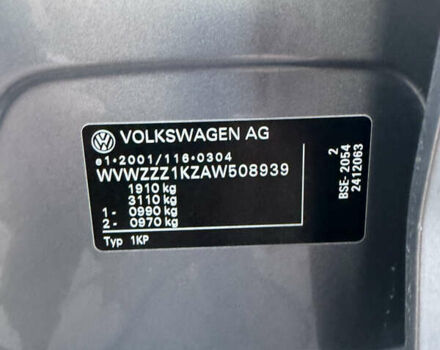 VOLKSWAGEN AG
e1*2001/116*0304
WVWZZZ1KZAW508939
1910 kg
3110 kg
1- 0990 kg
2- 0970 kg
Typ 1KP
2
BSE-2054
2412063